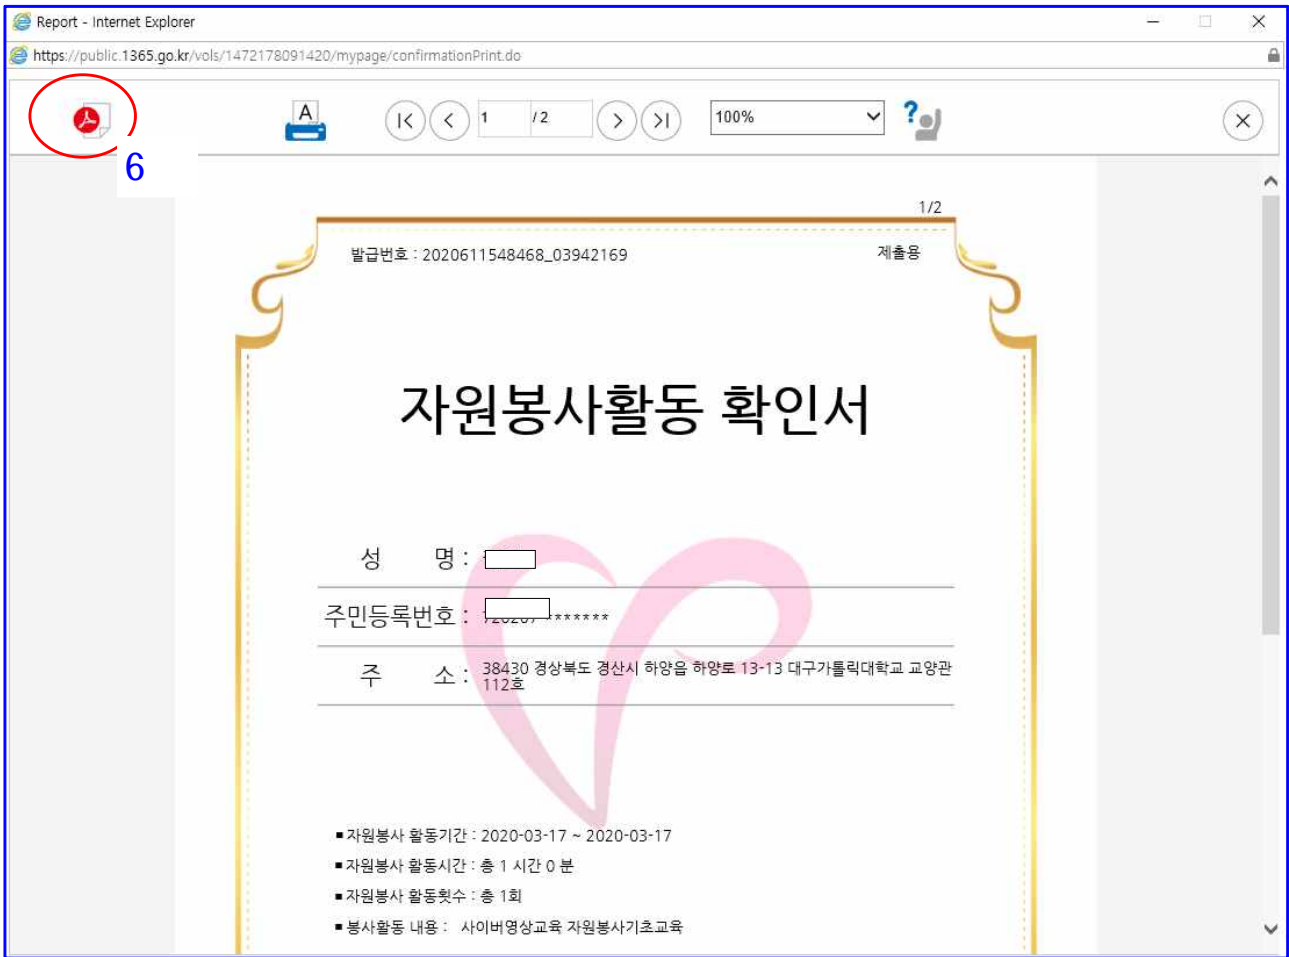 Report - Internet Explorer
https://public.1365.go.kr/vols/1472178091420/mypage/confirmationPrint.do
A
1 / 2
100%
?
6
1/2
발급번호 : 2020611548468_03942169
제출용
자원봉사활동 확인서
성 명 :
주민등록번호 : *******
주 소 : 38430 경상북도 경산시 하양읍 하양로 13-13 대구가톨릭대학교 교양관
112호
■ 자원봉사 활동기간 : 2020-03-17 ~ 2020-03-17
■ 자원봉사 활동시간 : 총 1 시간 0 분
■ 자원봉사 활동횟수 : 총 1회
■ 봉사활동 내용 : 사이버영상교육 자원봉사기초교육